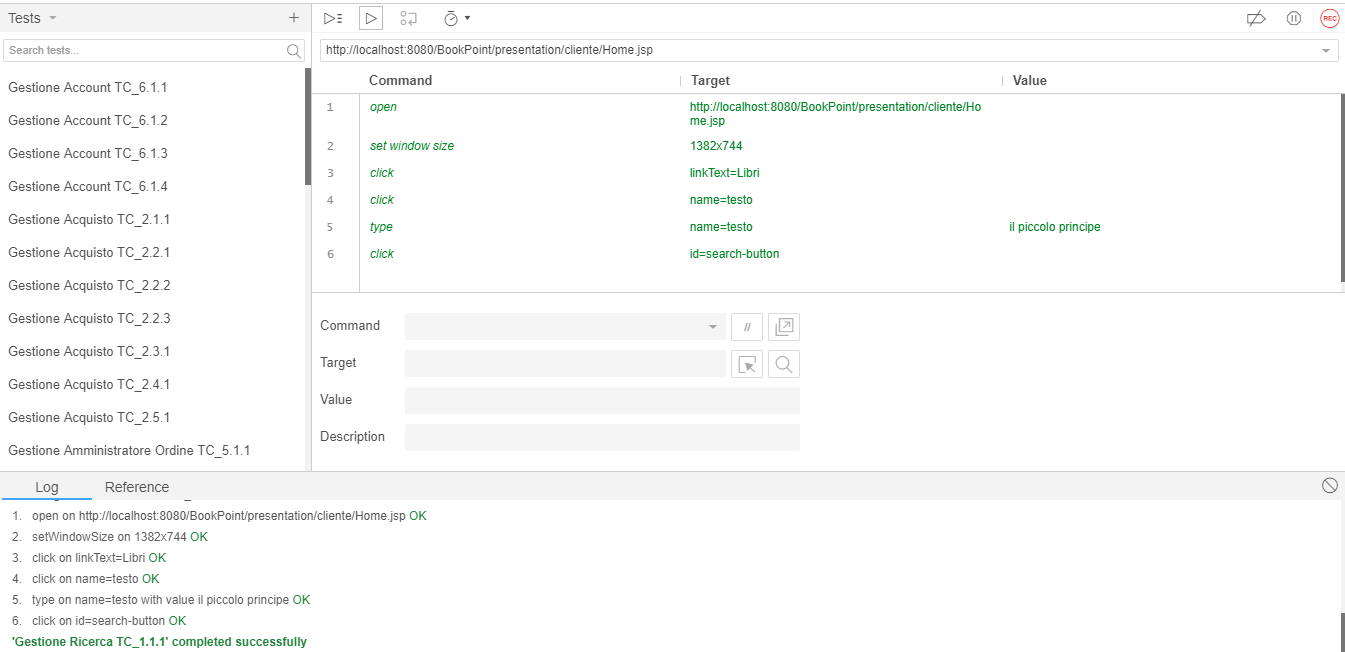 Tests
Search tests...
Gestione Account TC_6.1.1
Gestione Account TC_6.1.2
Gestione Account TC_6.1.3
Gestione Account TC_6.1.4
Gestione Acquisto TC_2.1.1
Gestione Acquisto TC_2.2.1
Gestione Acquisto TC_2.2.2
Gestione Acquisto TC_2.2.3
Gestione Acquisto TC_2.3.1
Gestione Acquisto TC_2.4.1
Gestione Acquisto TC_2.5.1
Gestione Amministratore Ordine TC_5.1.1
REC
http://localhost:8080/BookPoint/presentation/cliente/Home.jsp
Command Target Value
1 open http://localhost:8080/BookPoint/presentation/cliente/Ho
me.jsp
2 set window size 1382x744
3 click linkText=Libri
4 click name=testo
5 type name=testo il piccolo principe
6 click id=search-button
Command //
Target
Value
Description
Log Reference
1. open on http://localhost:8080/BookPoint/presentation/cliente/Home.jsp OK
2. setWindowSize on 1382x744 OK
3. click on linkText=Libri OK
4. click on name=testo OK
5. type on name=testo with value il piccolo principe OK
6. click on id=search-button OK
'Gestione Ricerca TC_1.1.1' completed successfully